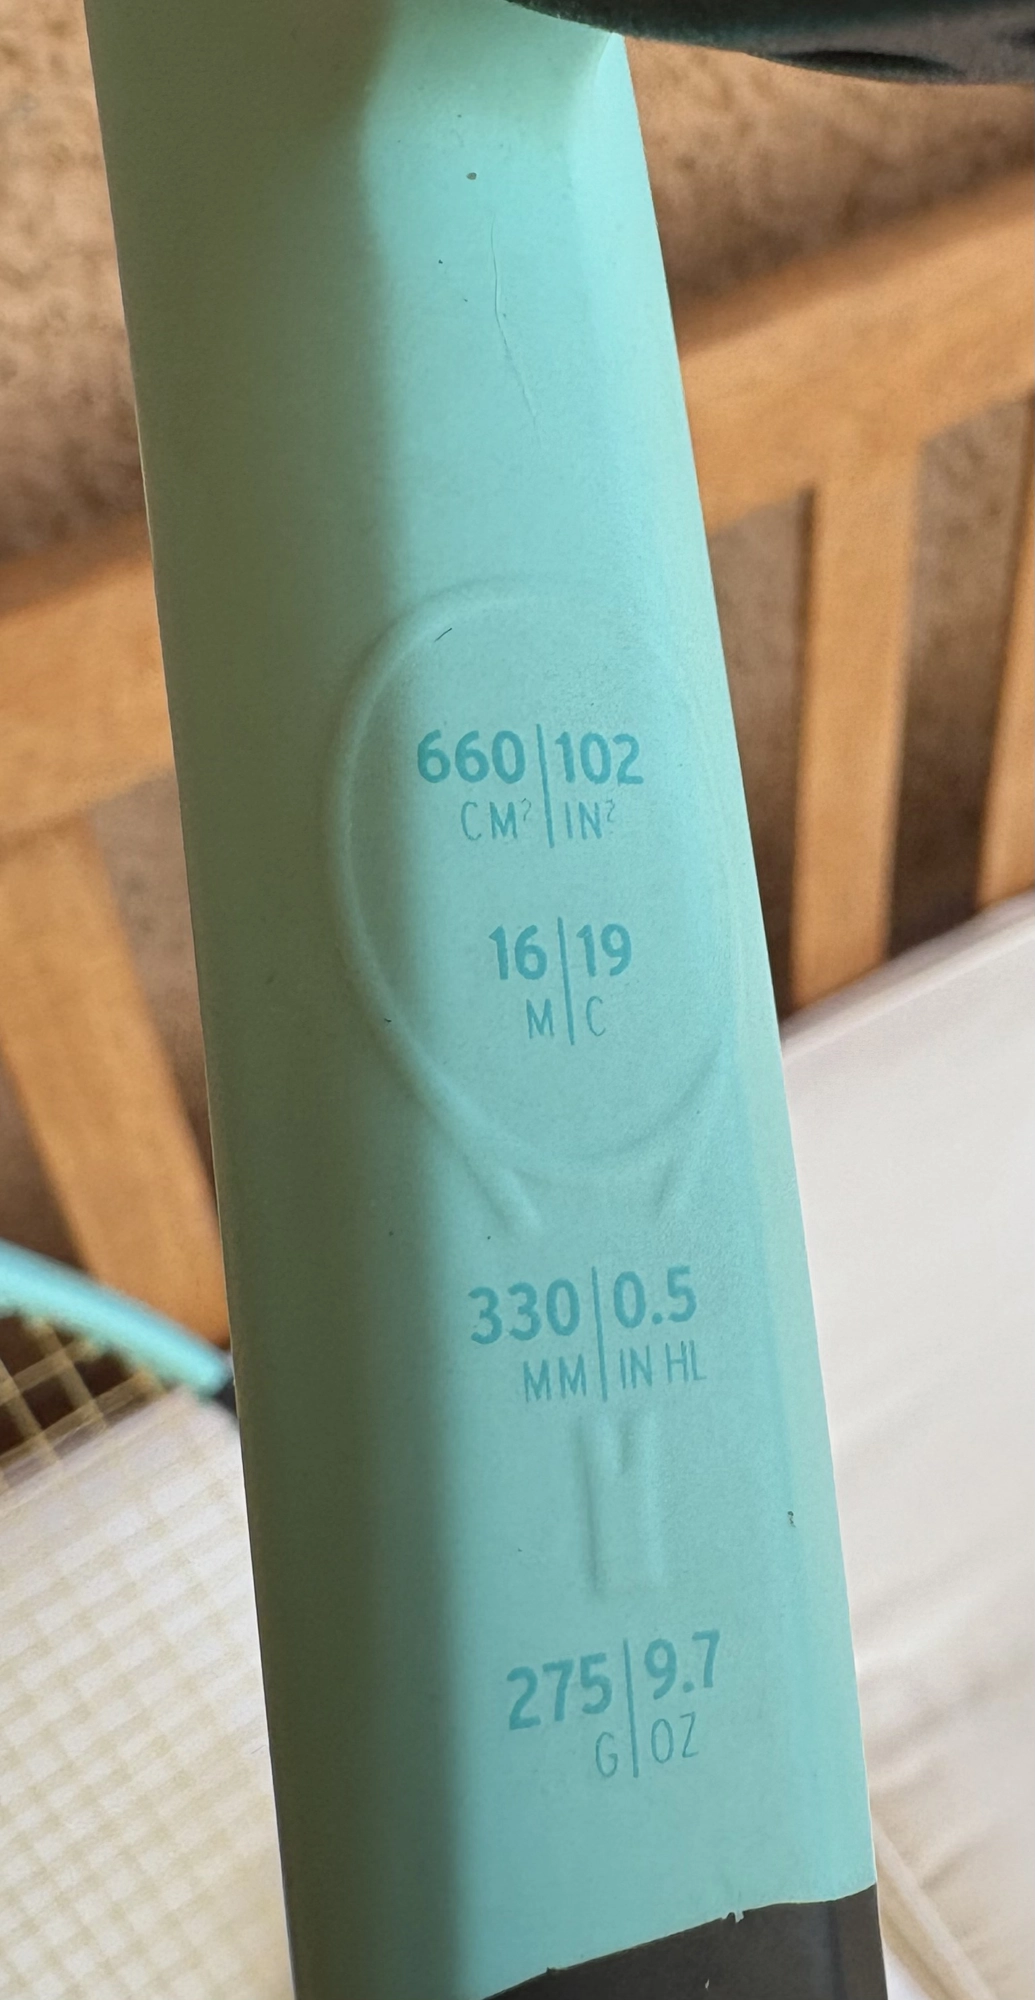 660|102
CM²|IN²
16|19
M|C
330|0.5
MM|IN HL
275|9.7
G|OZ